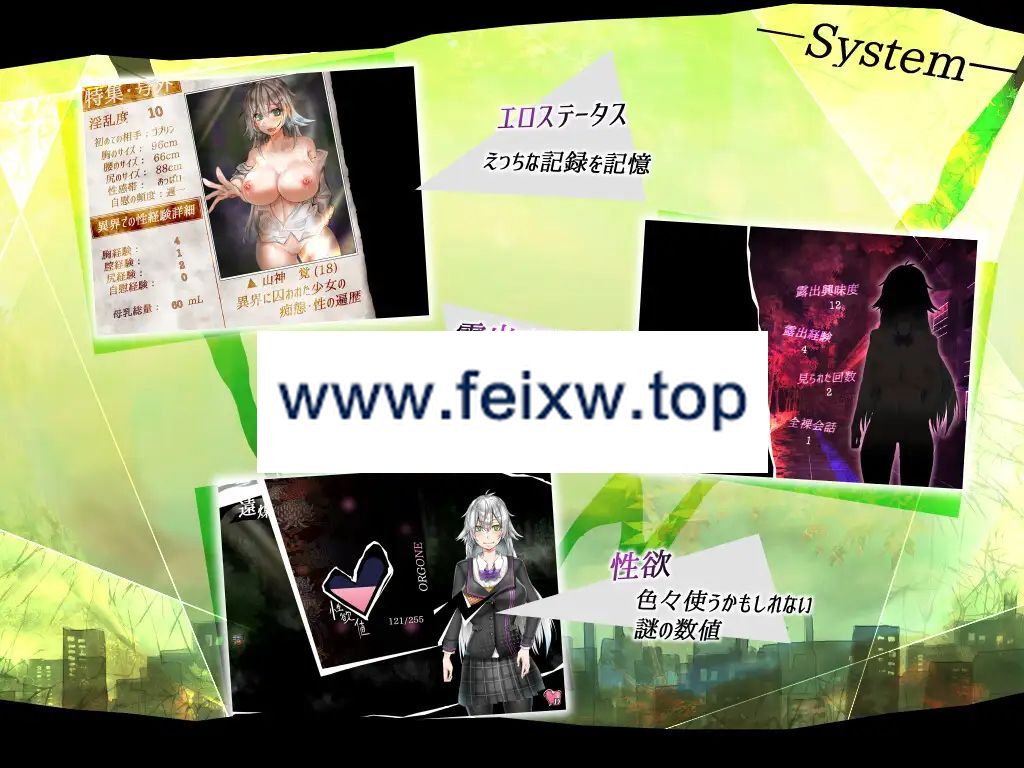 System
特集・号外
淫乱度 10
初めての相手：ゴブリン
胸のサイズ： 96cm
腰のサイズ： 66cm
尻のサイズ： 88cm
性感帯： おっぱい
自慰の頻度：週一
異界での性経験詳細
胸経験： 4
膣経験： 1
尻経験： 2
自慰経験： 0
母乳総量： 60 mL
▲ 山神 覚 (18)
異界に囚われた少女の
痴態・性の遍歴
エロステータス
えっちな記録を記憶
露出興味度
12
露出経験
4
見られた回数
2
全裸会話
1
www.feixw.top
性欲値
ORGONE
121/255
性欲
色々使うかもしれない
謎の数値